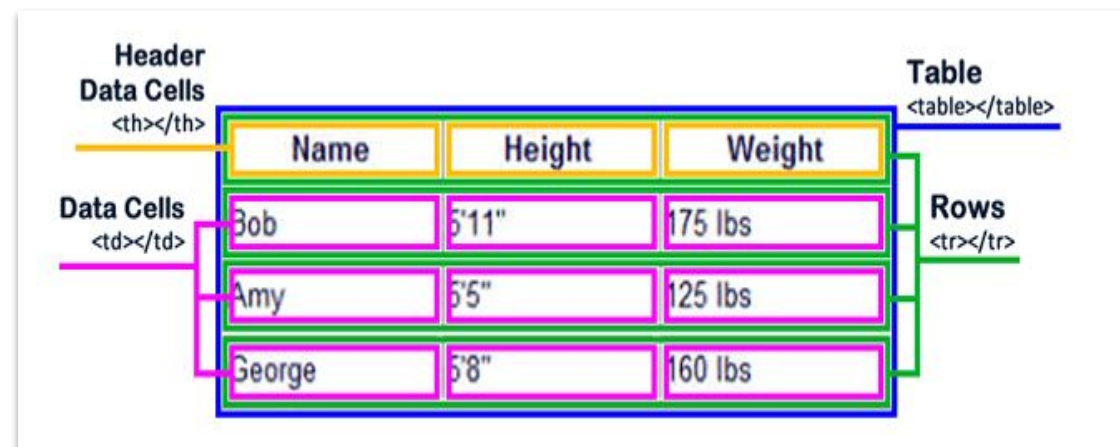 Header
Data Cells
<th></th>
Table
<table></table>
Name Height Weight
Data Cells
<td></td>
Rows
<tr></tr>
Bob 5'11" 175 lbs
Amy 5'5" 125 lbs
George 5'8" 160 lbs